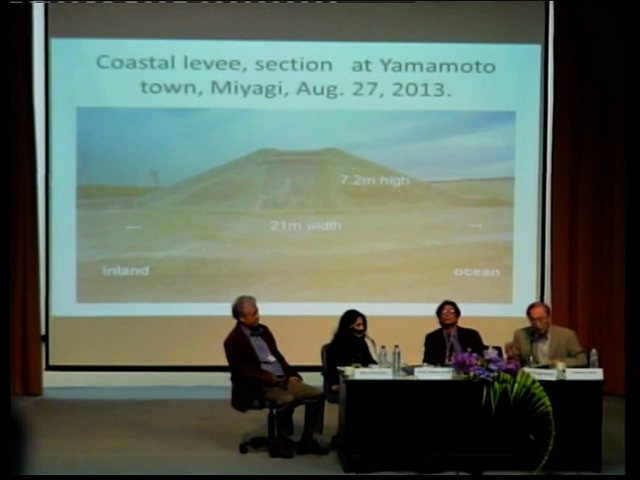 Coastal levee, section at Yamamoto
town, Miyagi, Aug. 27, 2013.
7.2m high
21m width
inland
ocean